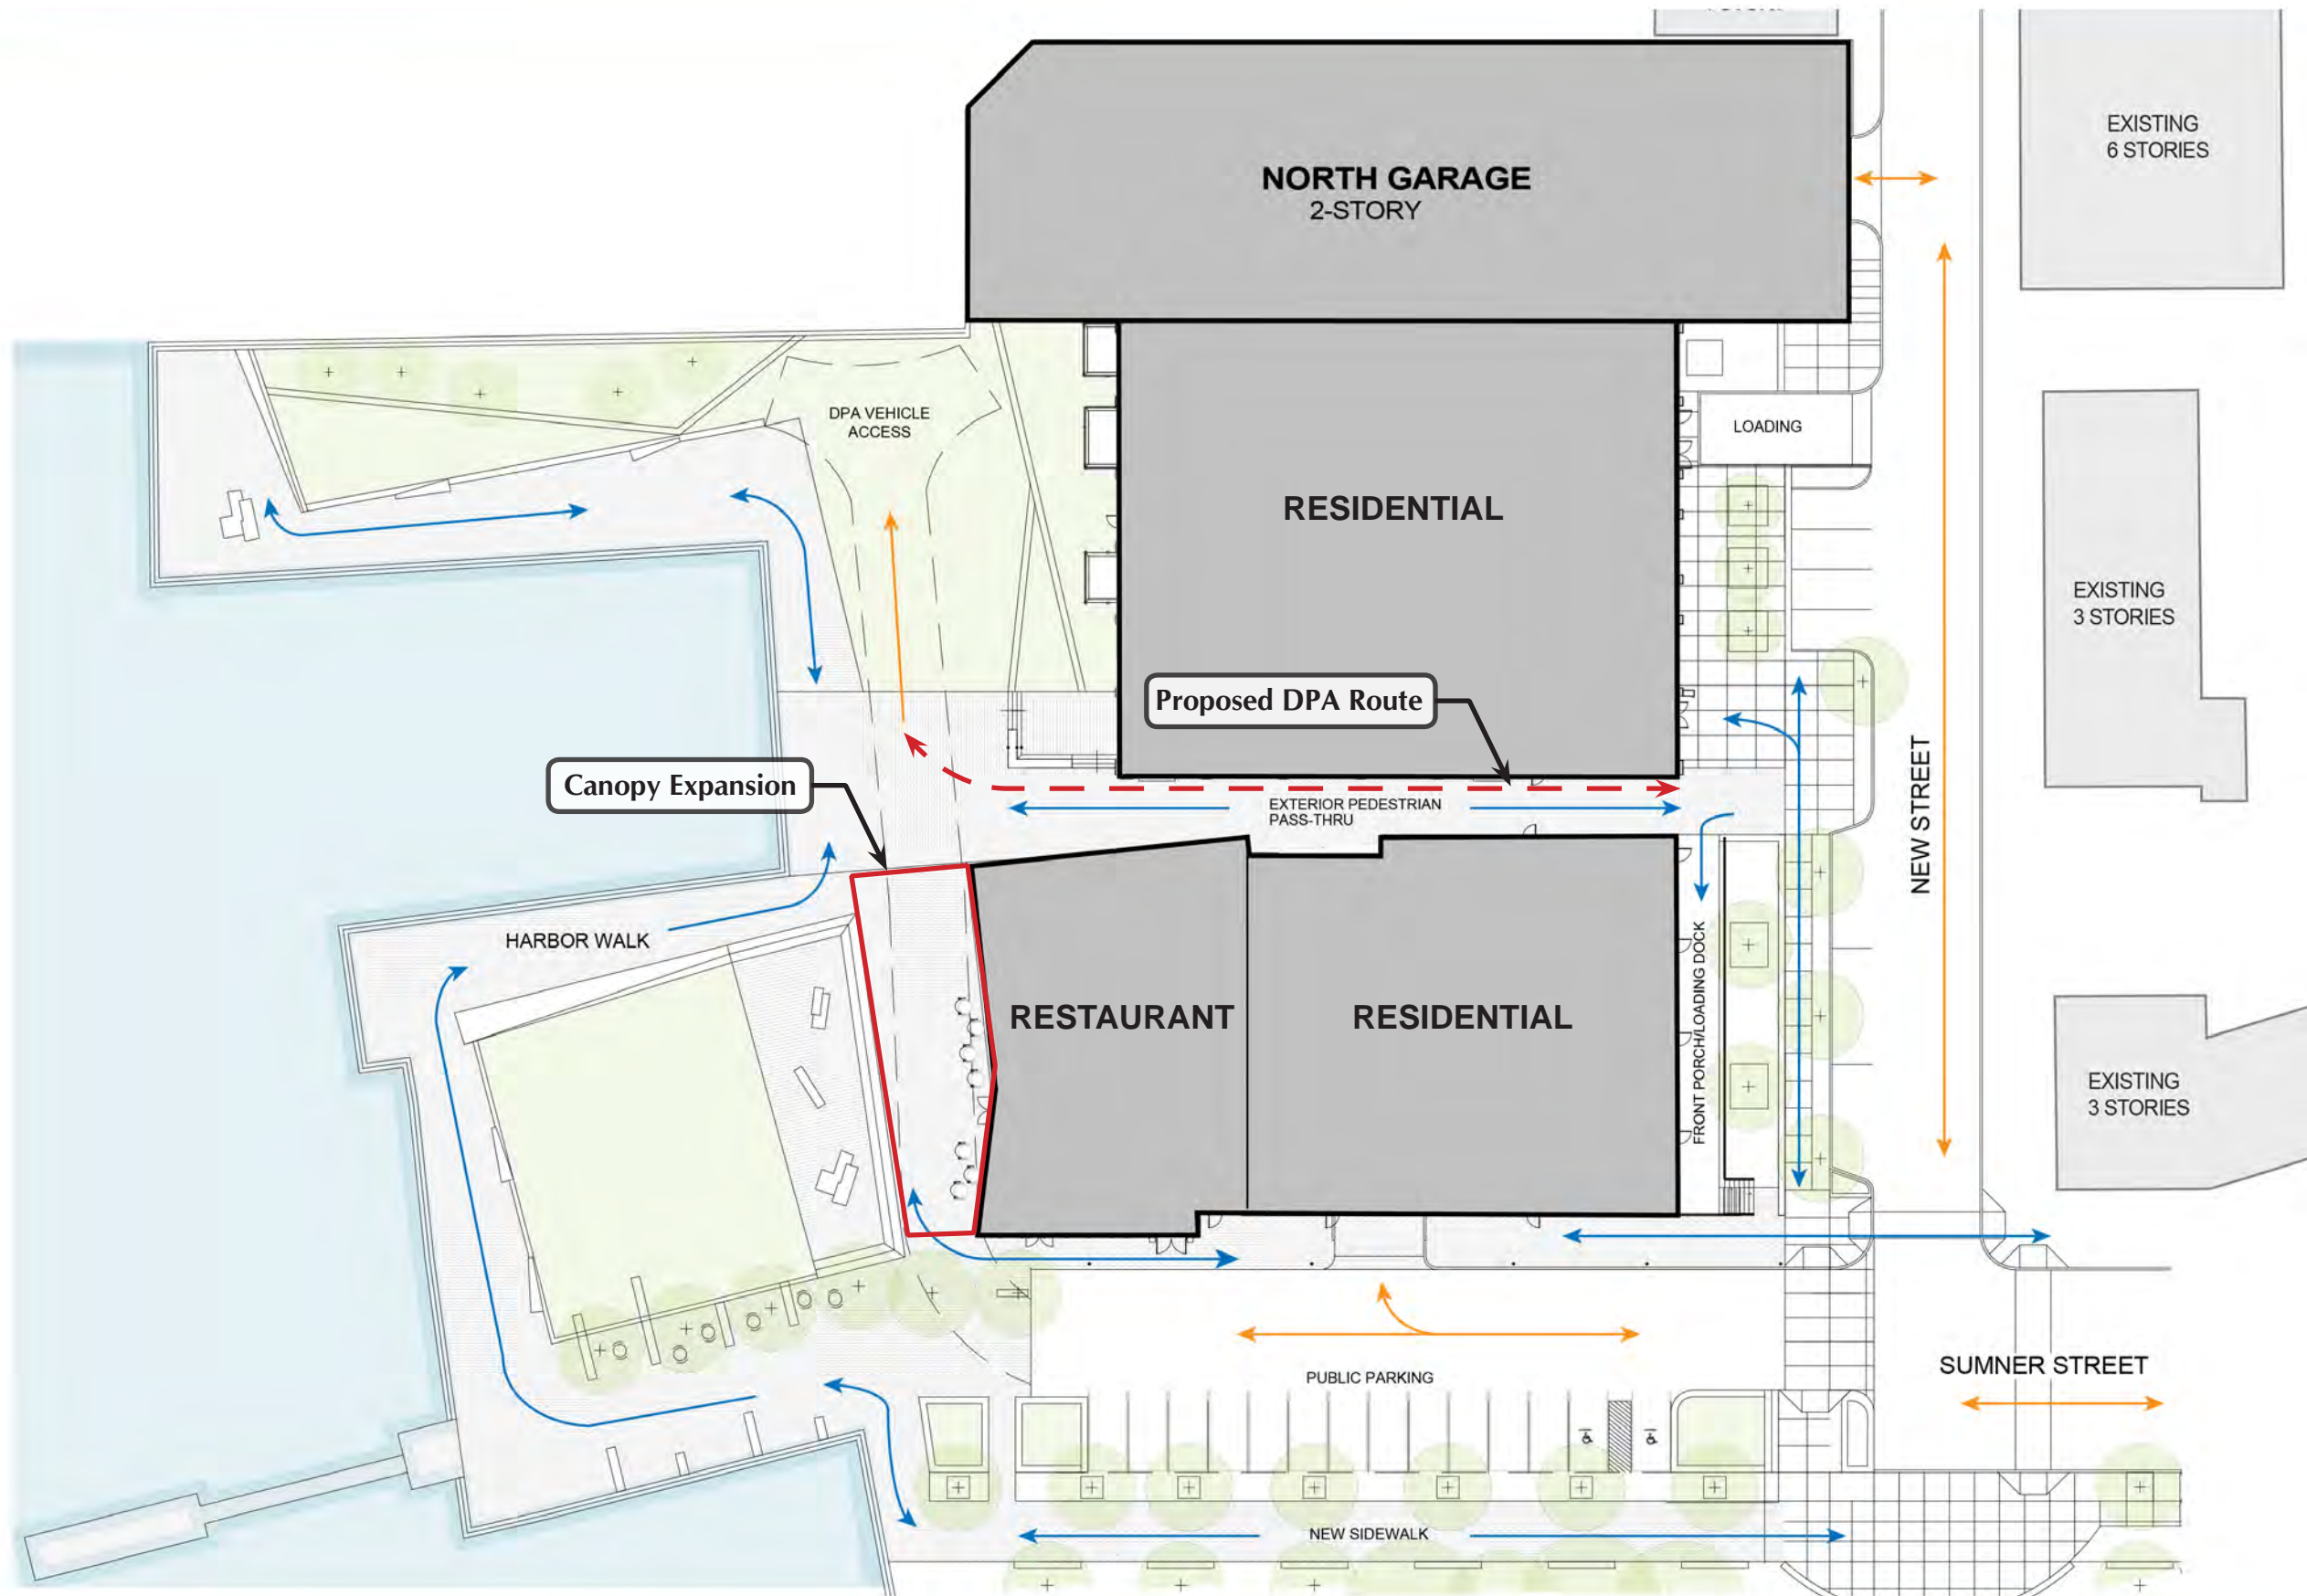 EXISTING
6 STORIES
NORTH GARAGE
2-STORY
DPA VEHICLE
ACCESS
LOADING
RESIDENTIAL
EXISTING
3 STORIES
Proposed DPA Route
Canopy Expansion
EXTERIOR PEDESTRIAN
PASS-THRU
NEW STREET
HARBOR WALK
FRONT PORCH/LOADING DOCK
RESTAURANT
RESIDENTIAL
EXISTING
3 STORIES
SUMNER STREET
PUBLIC PARKING
NEW SIDEWALK